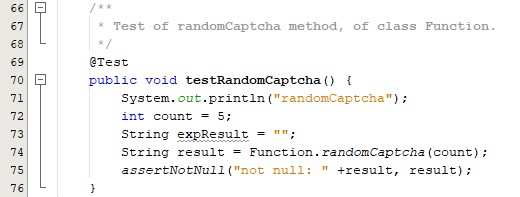 66 /**
67 * Test of randomCaptcha method, of class Function.
68 */
69 @Test
70 public void testRandomCaptcha() {
71 System.out.println("randomCaptcha");
72 int count = 5;
73 String expResult = "";
74 String result = Function.randomCaptcha(count);
75 assertNotNull("not null: " +result, result);
76 }